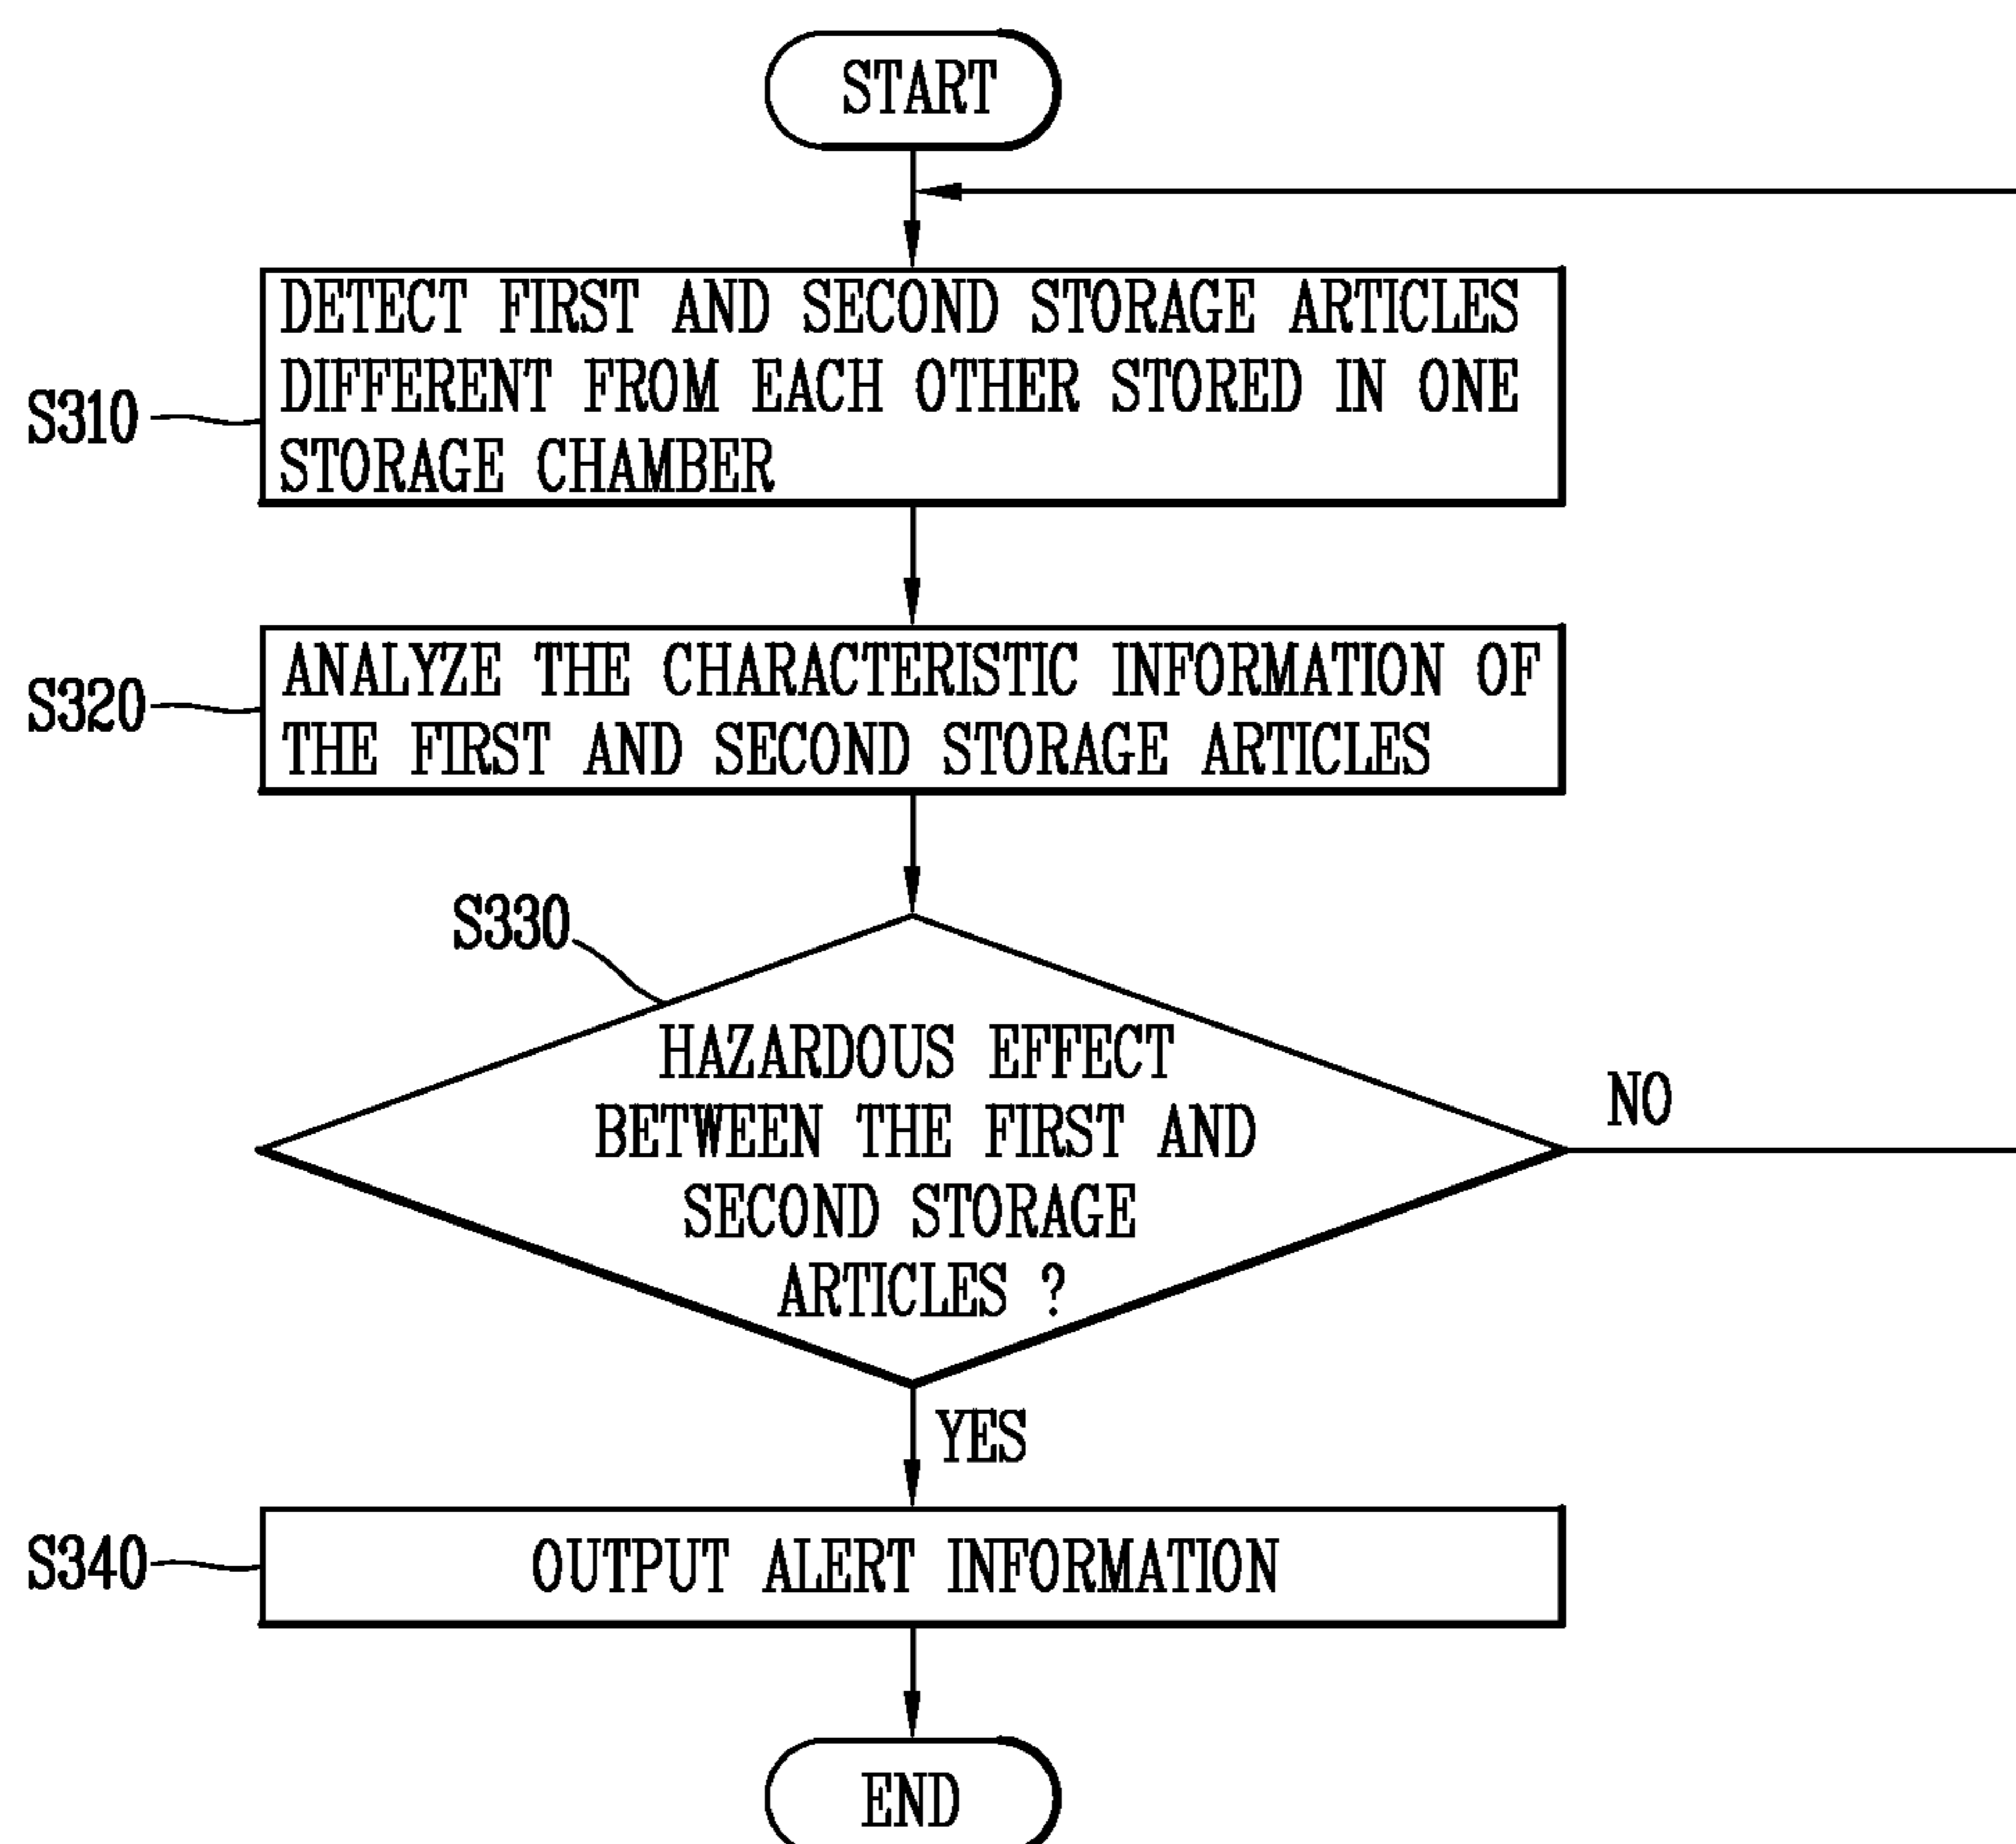 START
DETECT FIRST AND SECOND STORAGE ARTICLES
DIFFERENT FROM EACH OTHER STORED IN ONE
STORAGE CHAMBER
S310
ANALYZE THE CHARACTERISTIC INFORMATION OF
THE FIRST AND SECOND STORAGE ARTICLES
S320
S330
HAZARDOUS EFFECT
BETWEEN THE FIRST AND
SECOND STORAGE
ARTICLES ?
NO
YES
S340
OUTPUT ALERT INFORMATION
END